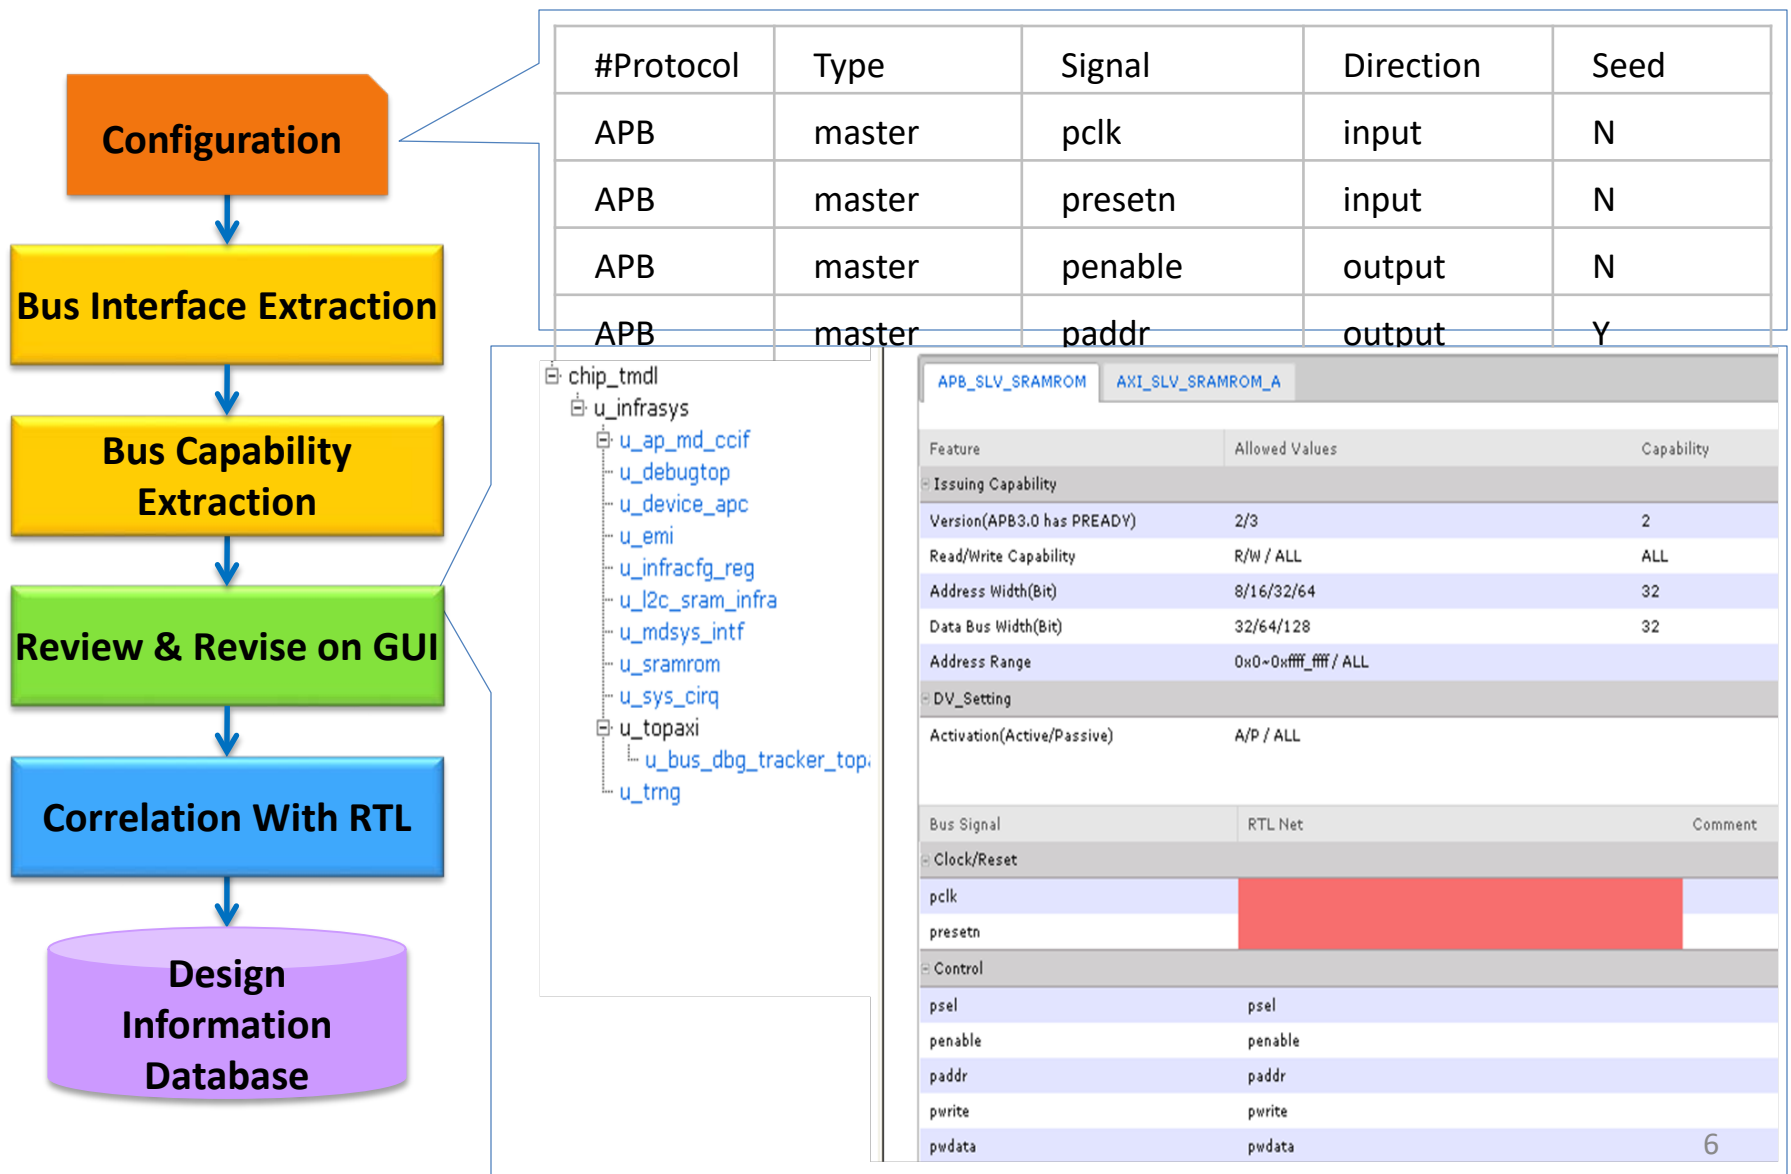 Configuration
Bus Interface Extraction
Bus Capability
Extraction
Review & Revise on GUI
Correlation With RTL
Design
Information
Database
#Protocol Type Signal Direction Seed
APB master pclk input N
APB master presetn input N
APB master penable output N
APB master paddr output Y
chip_tmdl
u_infrasys
u_ap_md_ccif
u_debugtop
u_device_apc
u_emi
u_infracfg_reg
u_l2c_sram_infra
u_mdsys_intf
u_sramrom
u_sys_cirq
u_topaxi
u_bus_dbg_tracker_topa
u_trng
APB_SLV_SRAMROM AXI_SLV_SRAMROM_A
Feature Allowed Values Capability
Issuing Capability
Version(APB3.0 has PREADY) 2/3 2
Read/Write Capability R/W / ALL ALL
Address Width(Bit) 8/16/32/64 32
Data Bus Width(Bit) 32/64/128 32
Address Range 0x0~0xffff_ffff / ALL
DV_Setting
Activation(Active/Passive) A/P / ALL
Bus Signal RTL Net Comment
Clock/Reset
pclk
presetn
Control
psel psel
penable penable
paddr paddr
pwrite pwrite
pwdata pwdata
6